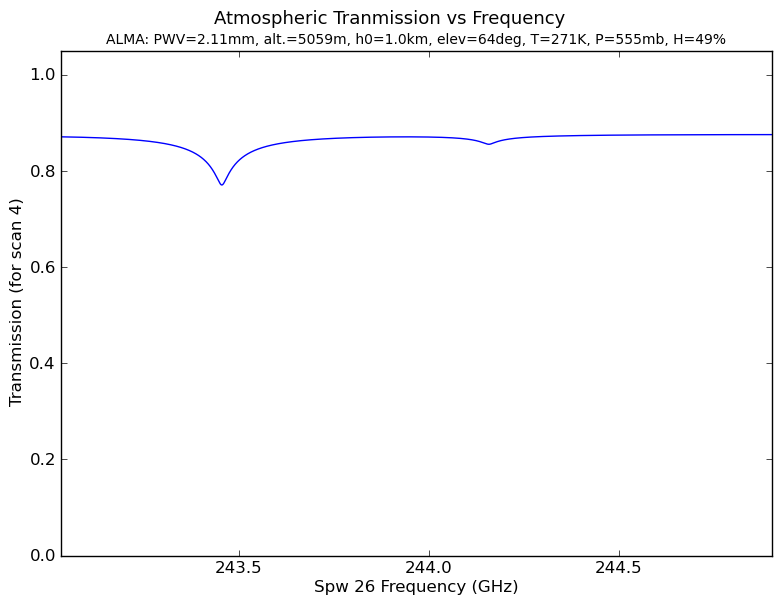 Atmospheric Tranmission vs Frequency
ALMA: PWV=2.11mm, alt.=5059m, h0=1.0km, elev=64deg, T=271K, P=555mb, H=49%
Transmission (for scan 4)
1.0
0.8
0.6
0.4
0.2
0.0
243.5 244.0 244.5
Spw 26 Frequency (GHz)